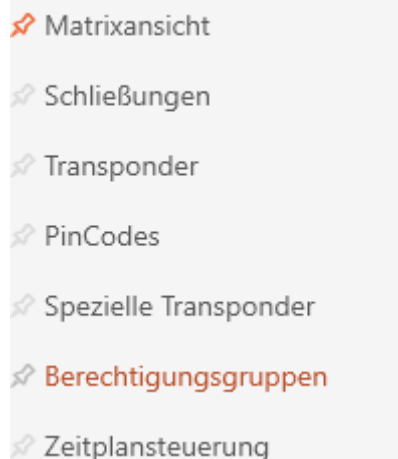 Matrixansicht
Schließungen
Transponder
PinCodes
Spezielle Transponder
Berechtigungsgruppen
Zeitplansteuerung